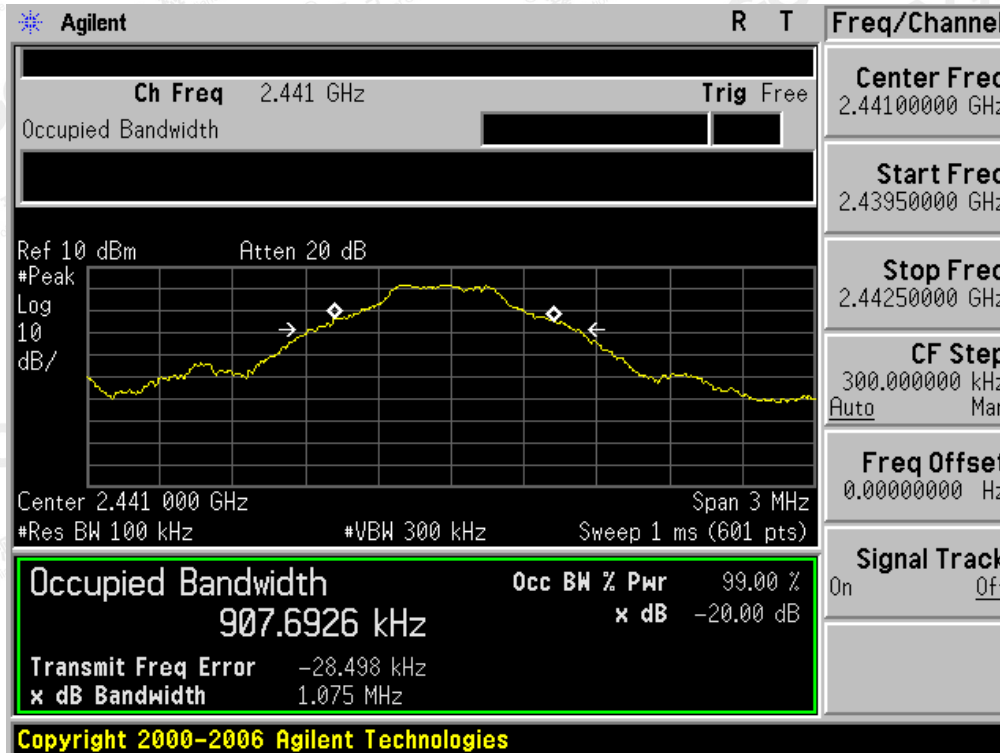 Agilent R T Freq/Channel
Ch Freq 2.441 GHz Trig Free
Occupied Bandwidth
Center Freq
2.44100000 GHz
Start Freq
2.43950000 GHz
Stop Freq
2.44250000 GHz
CF Step
300.000000 kHz
Auto Man
Freq Offset
0.00000000 Hz
Signal Track
On Off
Ref 10 dBm Atten 20 dB
#Peak
Log
10
dB/
Center 2.441 000 GHz Span 3 MHz
#Res BW 100 kHz #VBW 300 kHz Sweep 1 ms (601 pts)
Occupied Bandwidth
907.6926 kHz
Occ BW % Pwr 99.00 %
x dB -20.00 dB
Transmit Freq Error -28.498 kHz
x dB Bandwidth 1.075 MHz
Copyright 2000-2006 Agilent Technologies